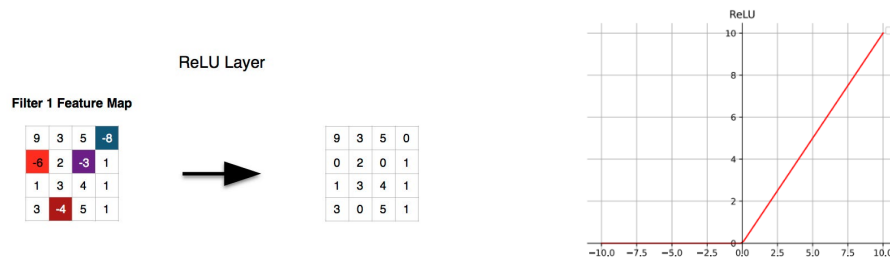 ReLU Layer
Filter 1 Feature Map
9 3 5 -8
-6 2 -3 1
1 3 4 1
3 -4 5 1
9 3 5 0
0 2 0 1
1 3 4 1
3 0 5 1
ReLU
10
8
6
4
2
0
−10.0 −7.5 −5.0 −2.5 0.0 2.5 5.0 7.5 10.0